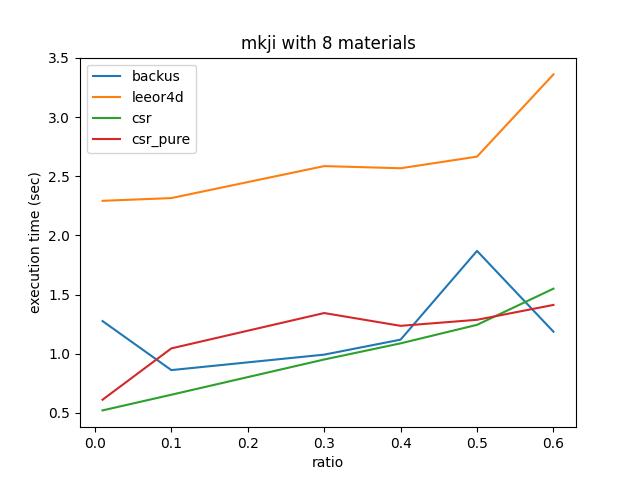 mkji with 8 materials
backus
leeor4d
csr
csr_pure
execution time (sec)
3.5
3.0
2.5
2.0
1.5
1.0
0.5
0.0 0.1 0.2 0.3 0.4 0.5 0.6
ratio